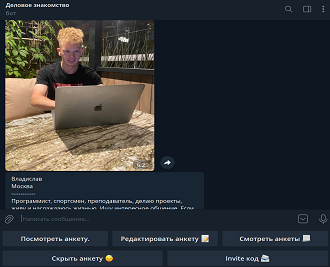 Деловое знакомство
бот
Владислав
Москва
------------
Программист, спортсмен, преподаватель, делаю проекты,
живу и наслаждаюсь жизнью. Ищу интересное общение. Если
Написать сообщение...
Посмотреть анкету.
Редактировать анкету 📝
Смотреть анкеты
Скрыть анкету
Invite код